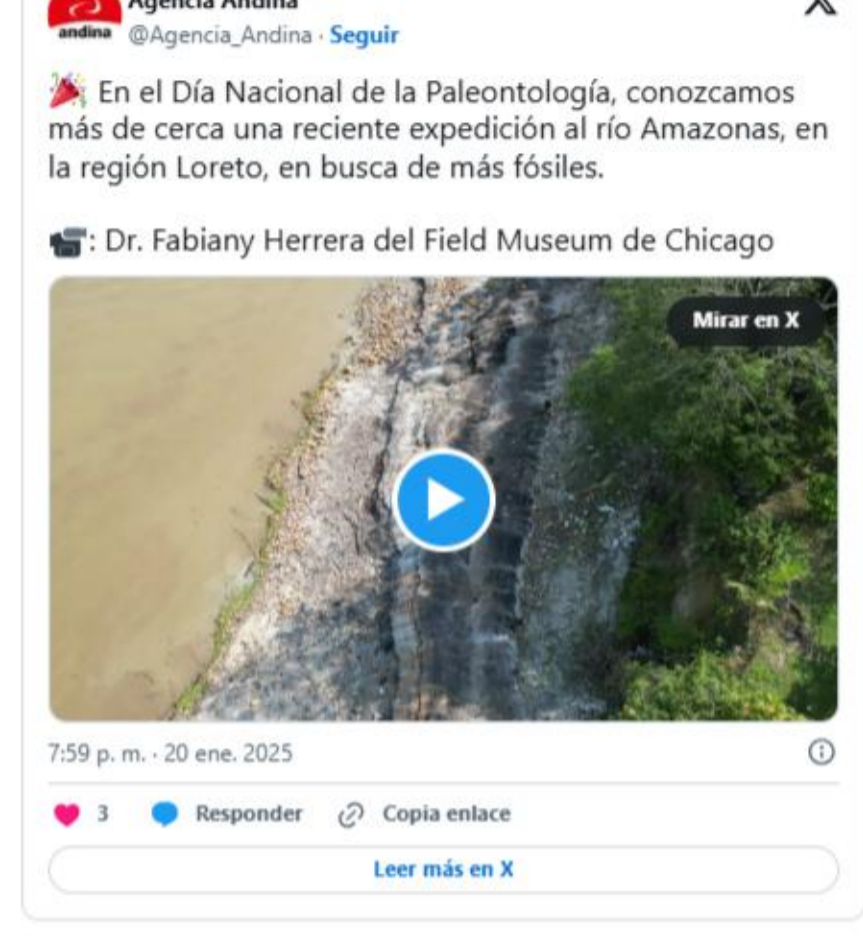 Agencia Andina
andina @Agencia_Andina · Seguir
En el Día Nacional de la Paleontología, conozcamos
más de cerca una reciente expedición al río Amazonas, en
la región Loreto, en busca de más fósiles.
: Dr. Fabiany Herrera del Field Museum de Chicago
Mirar en X
7:59 p. m. · 20 ene. 2025
3 Responder Copia enlace
Leer más en X